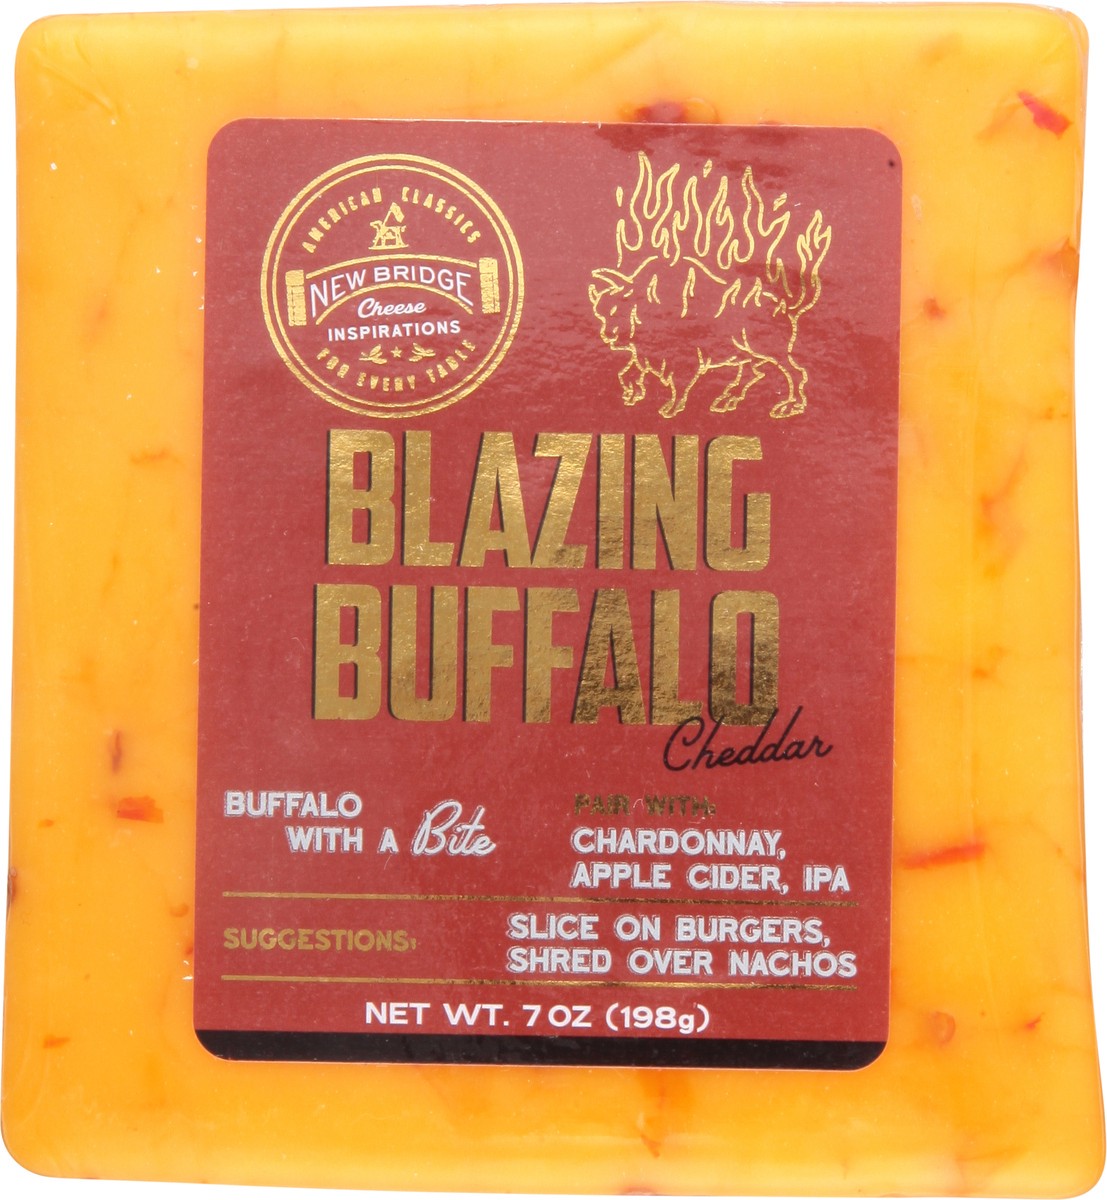 AMERICAN CLASSICS
NEW BRIDGE
Cheese
INSPIRATIONS
FOR EVERY TABLE
BLAZING
BUFFALO
Cheddar
BUFFALO
WITH A Bite
PAIR WITH:
CHARDONNAY,
APPLE CIDER, IPA
SUGGESTIONS:
SLICE ON BURGERS,
SHRED OVER NACHOS
NET WT. 7 OZ (198g)